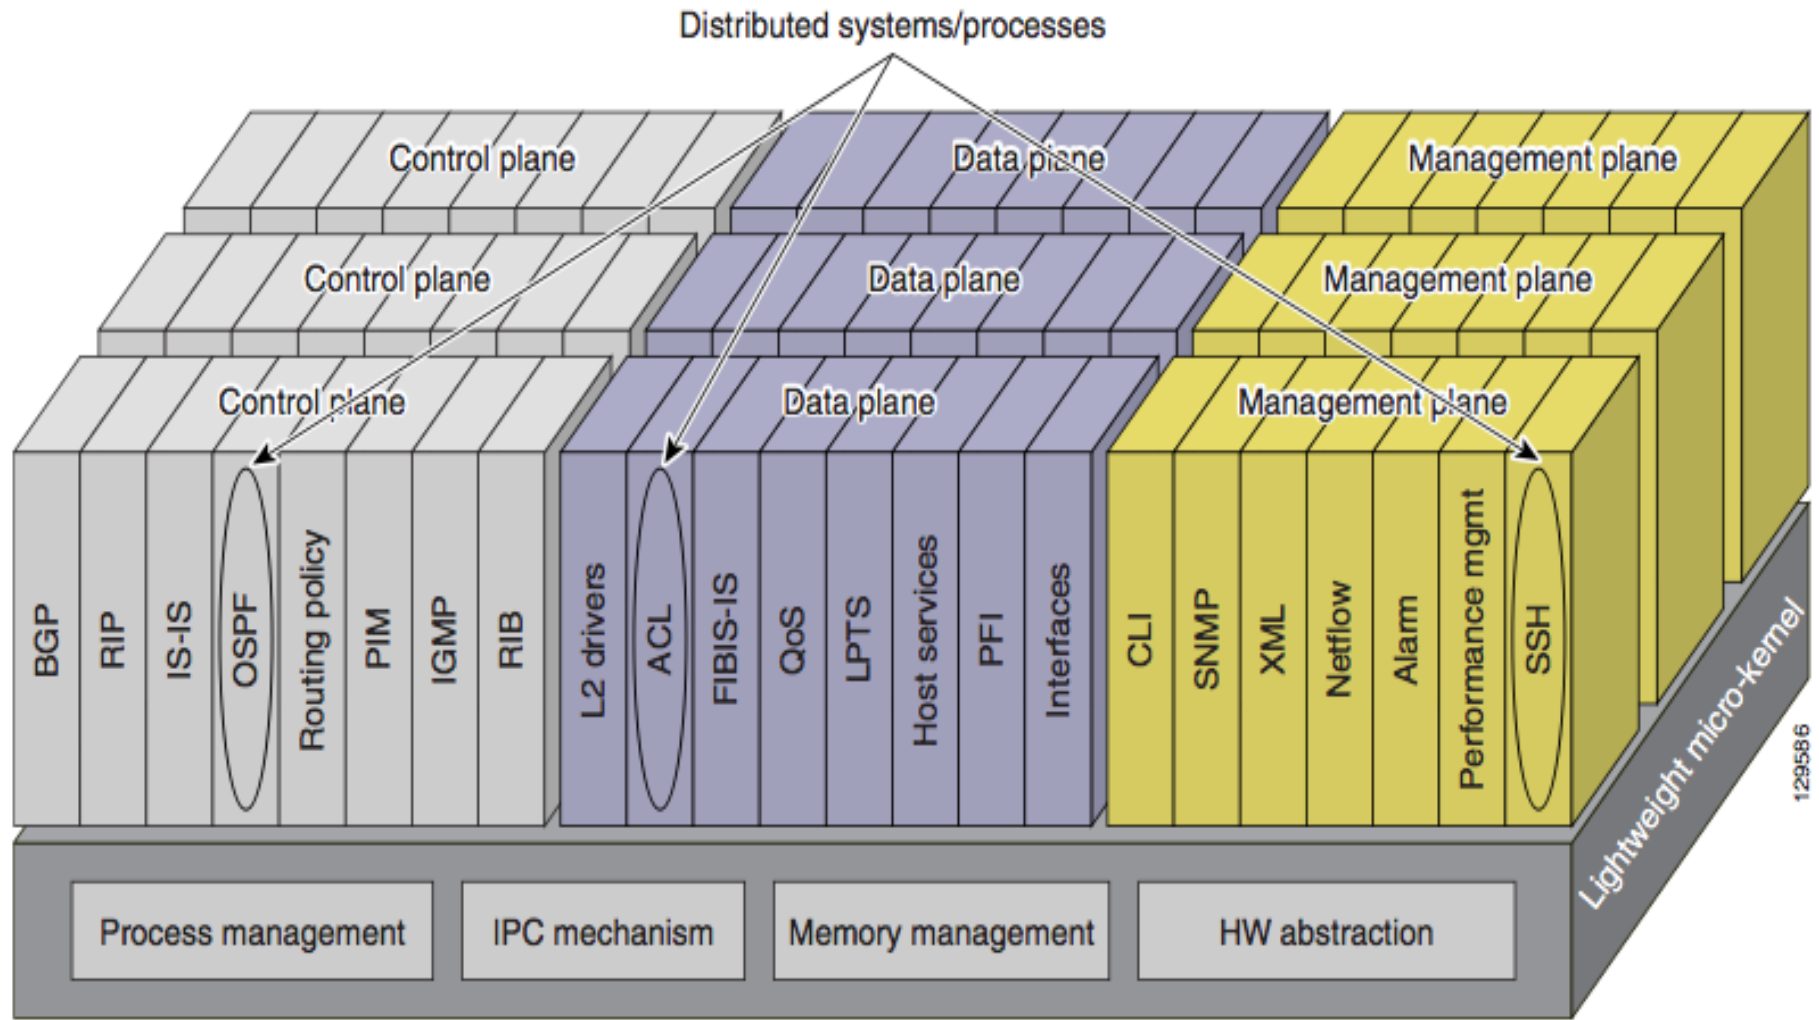 Distributed systems/processes
Control plane
Data plane
Management plane
Control plane
Data plane
Management plane
Control plane
Data plane
Management plane
BGP
RIP
IS-IS
OSPF
Routing policy
PIM
IGMP
RIB
L2 drivers
ACL
FIBIS-IS
QoS
LPTS
Host services
PFI
Interfaces
CLI
SNMP
XML
Netflow
Alarm
Performance mgmt
SSH
Lightweight micro-kernel
129586
Process management
IPC mechanism
Memory management
HW abstraction